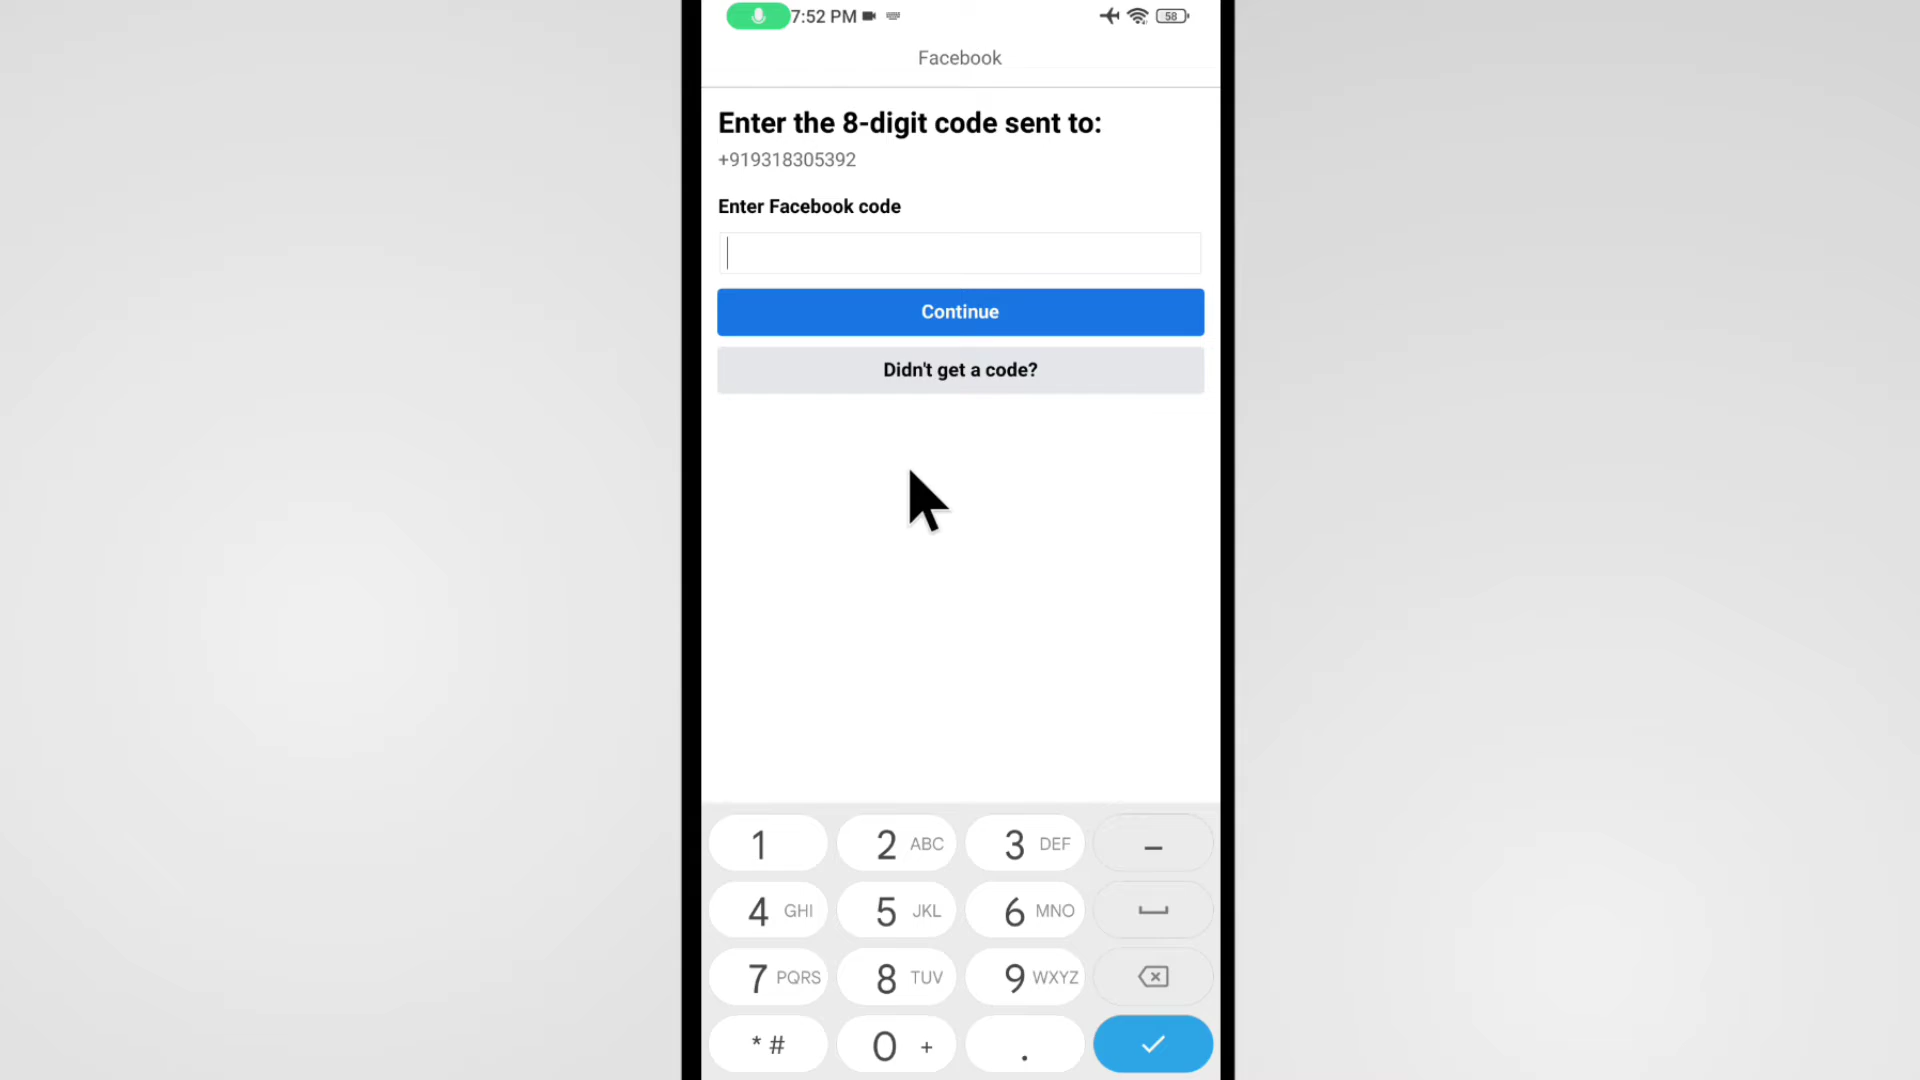 7:52 PM 58
Facebook
Enter the 8-digit code sent to:
+919318305392
Enter Facebook code
Continue
Didn't get a code?
1 2 ABC 3 DEF –
4 GHI 5 JKL 6 MNO
7 PQRS 8 TUV 9 WXYZ
* # 0 + .